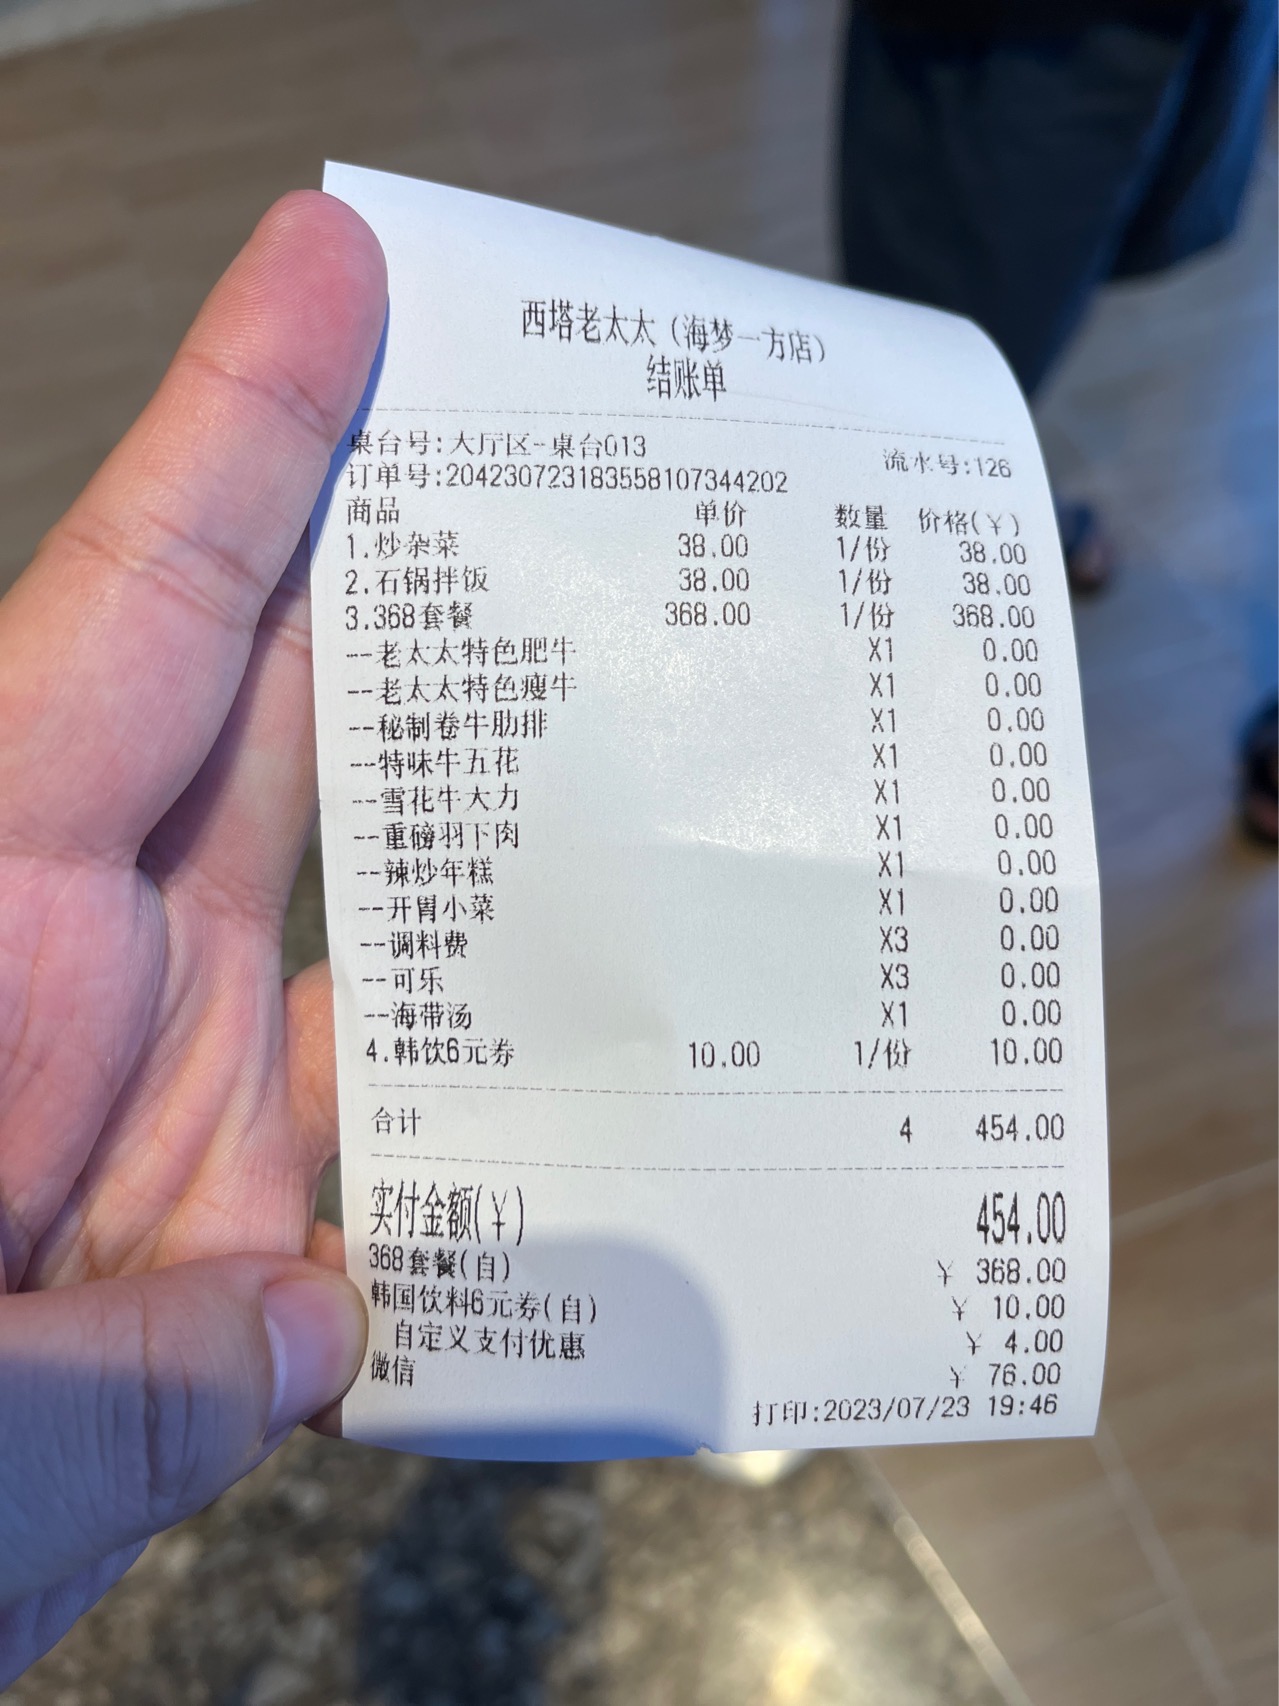 西塔老太太（海梦一方店）
结账单
桌台号:大厅区-桌台013 流水号:126
订单号:204230723183558107344202
商品 单价 数量 价格(¥)
1.炒杂菜 38.00 1/份 38.00
2.石锅拌饭 38.00 1/份 38.00
3.368套餐 368.00 1/份 368.00
--老太太特色肥牛 X1 0.00
--老太太特色瘦牛 X1 0.00
--秘制卷牛肋排 X1 0.00
--特味牛五花 X1 0.00
--雪花牛大力 X1 0.00
--重磅羽下肉 X1 0.00
--辣炒年糕 X1 0.00
--开胃小菜 X1 0.00
--调料费 X3 0.00
--可乐 X3 0.00
--海带汤 X1 0.00
4.韩饮6元券 10.00 1/份 10.00
合计 4 454.00
实付金额(¥) 454.00
368套餐(自) ¥ 368.00
韩国饮料6元券(自) ¥ 10.00
自定义支付优惠 ¥ 4.00
微信 ¥ 76.00
打印:2023/07/23 19:46